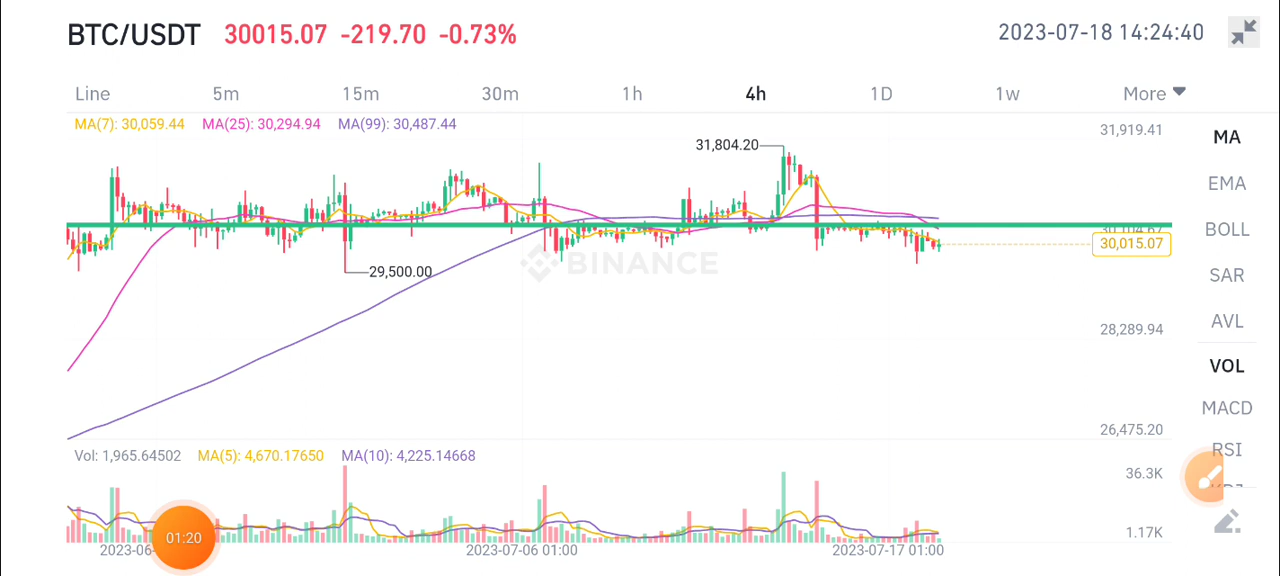 BTC/USDT 30015.07 -219.70 -0.73% 2023-07-18 14:24:40
Line 5m 15m 30m 1h 4h 1D 1w More
MA(7): 30,059.44 MA(25): 30,294.94 MA(99): 30,487.44
31,919.41
MA
31,804.20
EMA
BOLL
30,015.07
BINANCE
29,500.00
SAR
AVL
28,289.94
VOL
MACD
26,475.20
RSI
Vol: 1,965.64502 MA(5): 4,670.17650 MA(10): 4,225.14668
36.3K
1.17K
01:20
2023-06- 2023-07-06 01:00 2023-07-17 01:00